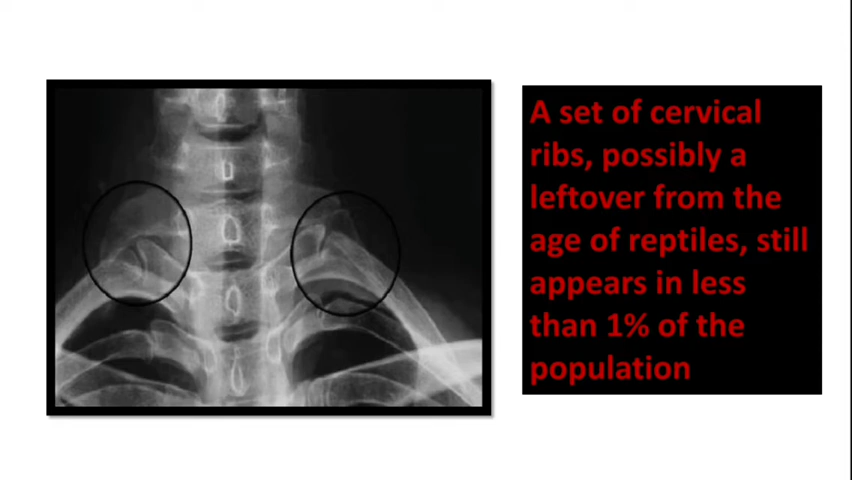 A set of cervical
ribs, possibly a
leftover from the
age of reptiles, still
appears in less
than 1% of the
population